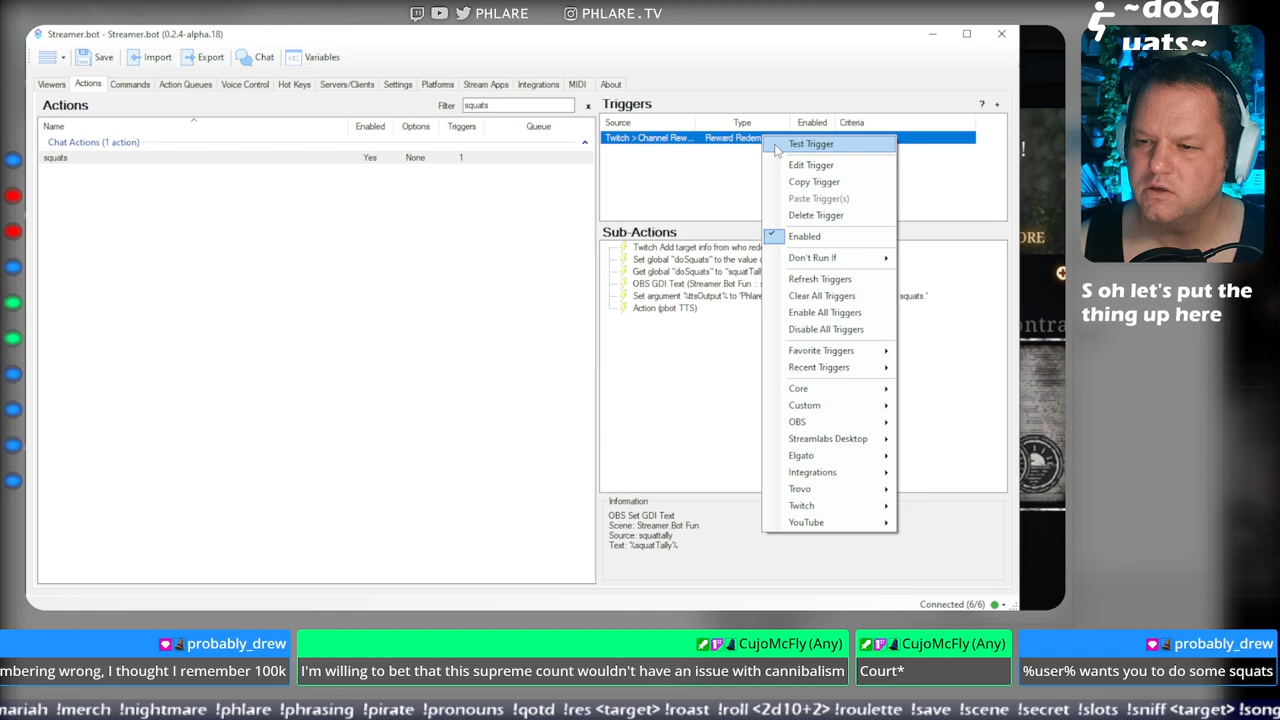 PHLARE
PHLARE.TV
~doSq
uats~
Streamer.bot - Streamer.bot (0.2.4-alpha.18)
Save
Import
Export
Chat
Variables
Viewers
Actions
Commands
Action Queues
Voice Control
Hot Keys
Servers/Clients
Settings
Platforms
Stream Apps
Integrations
MIDI
About
Actions
Filter
squats
x
Name
Enabled
Options
Triggers
Queue
Chat Actions (1 action)
squats
Yes
None
1
Triggers
? +
Source
Type
Enabled
Criteria
Twitch > Channel Rew...
Reward Redem
Test Trigger
Edit Trigger
Copy Trigger
Paste Trigger(s)
Delete Trigger
Enabled
Don't Run If
Refresh Triggers
Clear All Triggers
Enable All Triggers
Disable All Triggers
Favorite Triggers
Recent Triggers
Core
Custom
OBS
Streamlabs Desktop
Elgato
Integrations
Trovo
Twitch
YouTube
Sub-Actions
Twitch Add target info from who rede
Set global "doSquats" to the value o
Get global "doSquats" to "squatTall
OBS GDI Text (Streamer.Bot Fun ::
Set argument '%ttsOutput% to 'Phlare
squats.'
Action (pbot TTS)
Information
OBS Set GDI Text
Scene: Streamer.Bot Fun
Source: squattally
Text: %squatTally%
Connected (6/6)
ORE
ontra
S oh let's put the
thing up here
probably_drew
mbering wrong, I thought I remember 100k
CujoMcFly (Any)
I'm willing to bet that this supreme count wouldn't have an issue with cannibalism
CujoMcFly (Any)
Court*
probably_drew
%user% wants you to do some squats
mariah !merch !nightmare !phlare !phrasing !pirate !pronouns !qotd !res <target> !roast !roll <2d10+2> !roulette !save !scene !secret !slots !sniff <target> !song